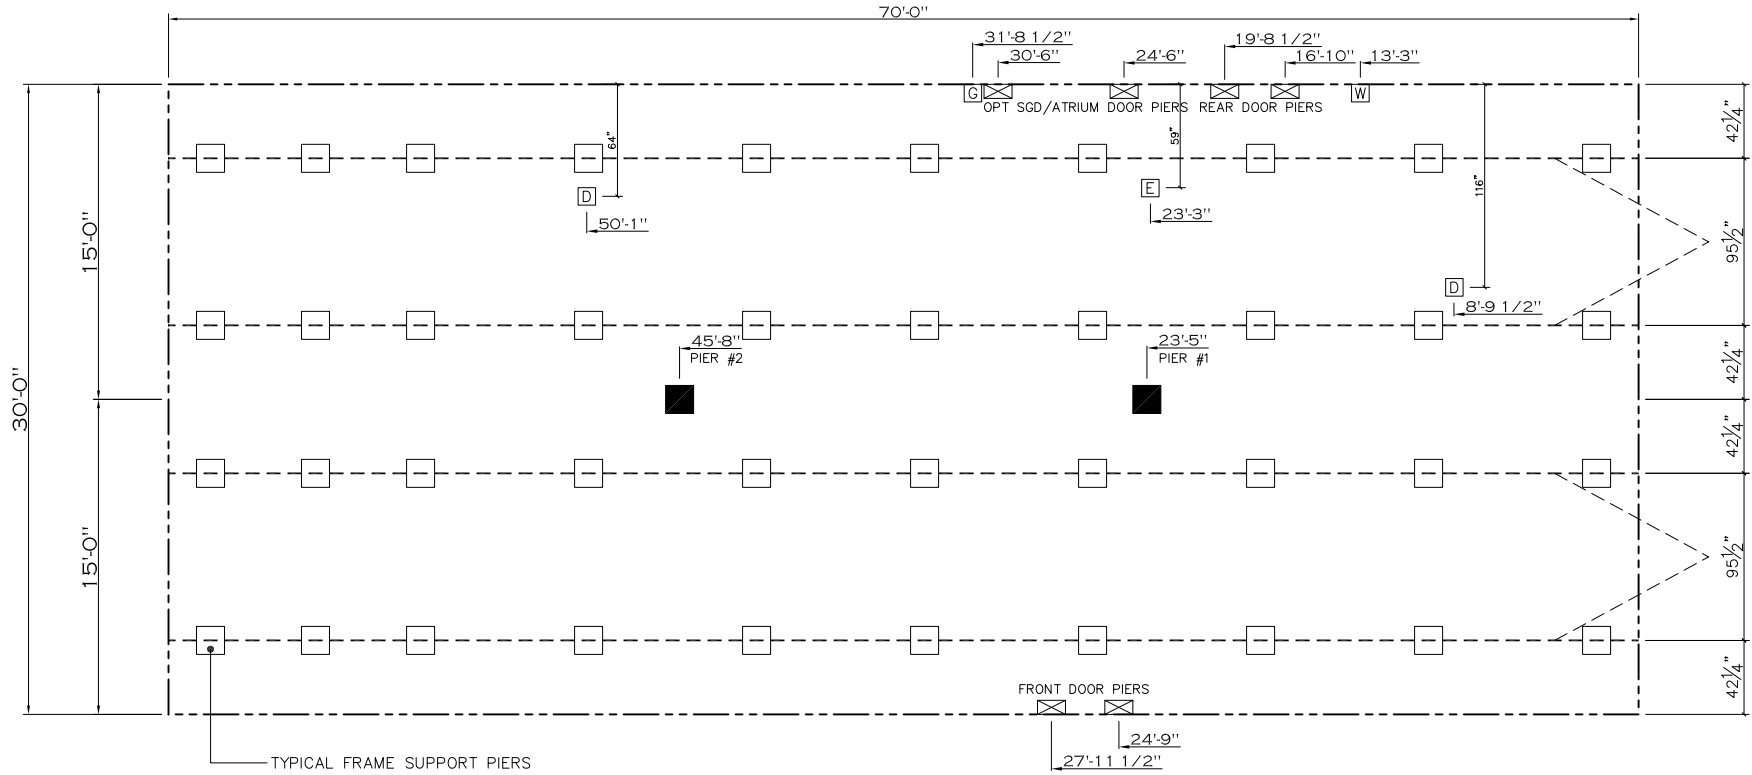 70'-0"
31'-8 1/2"
19'-8 1/2"
30'-6"
24'-6"
16'-10"
13'-3"
G
W
OPT SGD/ATRIUM DOOR PIERS
REAR DOOR PIERS
42 1/4"
64"
59"
116"
D
E
50'-1"
23'-3"
15'-0"
95 1/2"
D
8'-9 1/2"
45'-8"
PIER #2
23'-5"
PIER #1
42 1/4"
30'-0"
42 1/4"
15'-0"
95 1/2"
FRONT DOOR PIERS
42 1/4"
24'-9"
27'-11 1/2"
TYPICAL FRAME SUPPORT PIERS